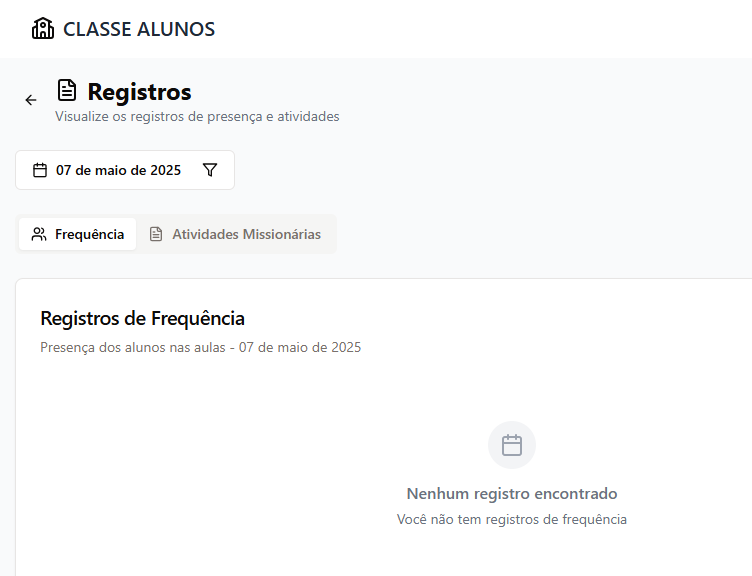 CLASSE ALUNOS
Registros
Visualize os registros de presença e atividades
07 de maio de 2025
Frequência
Atividades Missionárias
Registros de Frequência
Presença dos alunos nas aulas - 07 de maio de 2025
Nenhum registro encontrado
Você não tem registros de frequência